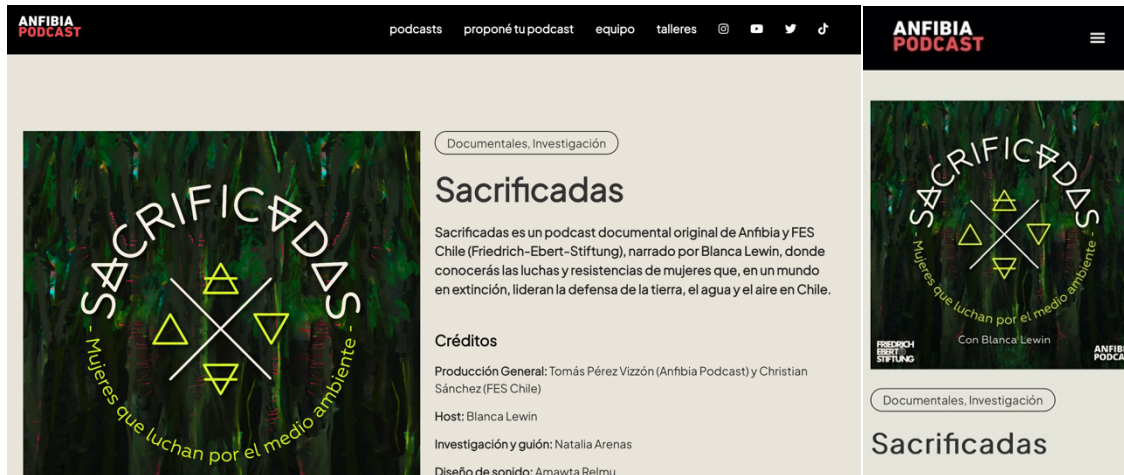 ANFIBIA
PODCAST
podcasts proponé tu podcast equipo talleres
Documentales, Investigación
Sacrificadas
Sacrificadas es un podcast documental original de Anfibia y FES
Chile (Friedrich-Ebert-Stiftung), narrado por Blanca Lewin, donde
conocerás las luchas y resistencias de mujeres que, en un mundo
en extinción, lideran la defensa de la tierra, el agua y el aire en Chile.
Créditos
Producción General: Tomás Pérez Vizzón (Anfibia Podcast) y Christian
Sánchez (FES Chile)
Host: Blanca Lewin
Investigación y guión: Natalia Arenas
Diseño de sonido: Amawta Relmu
SACRIFICADAS
- Mujeres que luchan por el medio ambiente -
ANFIBIA
PODCAST
SACRIFICADAS
- Mujeres que luchan por el medio ambiente -
Con Blanca Lewin
FRIEDRICH
EBERT
STIFTUNG
ANFIB
PODCA
Documentales, Investigación
Sacrificadas